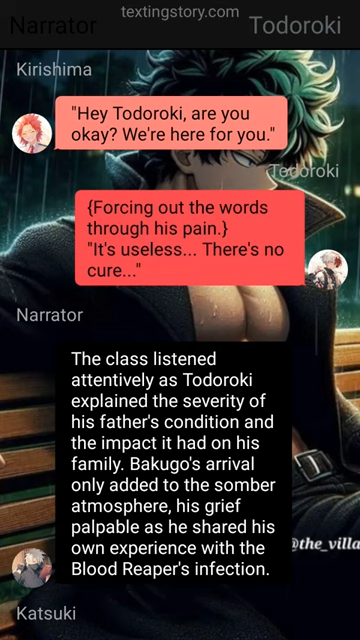 textingstory.com
Narrator
Todoroki
Kirishima
"Hey Todoroki, are you
okay? We're here for you."
Todoroki
{Forcing out the words
through his pain.}
"It's useless... There's no
cure..."
Narrator
The class listened
attentively as Todoroki
explained the severity of
his father's condition and
the impact it had on his
family. Bakugo's arrival
only added to the somber
atmosphere, his grief
palpable as he shared his
own experience with the
Blood Reaper's infection.
@the_villa
Katsuki